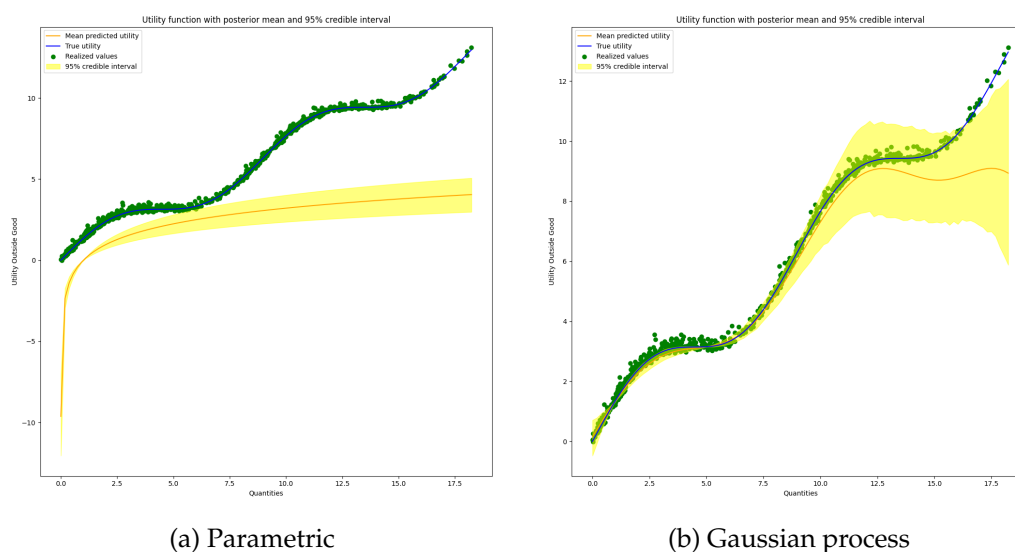 Utility function with posterior mean and 95% credible interval
Mean predicted utility
True utility
Realized values
95% credible interval
10
5
0
−5
−10
Utility Outside Good
0.0 2.5 5.0 7.5 10.0 12.5 15.0 17.5
Quantities
(a) Parametric
Utility function with posterior mean and 95% credible interval
Mean predicted utility
True utility
Realized values
95% credible interval
12
10
8
6
4
2
0
Utility Outside Good
0.0 2.5 5.0 7.5 10.0 12.5 15.0 17.5
Quantities
(b) Gaussian process